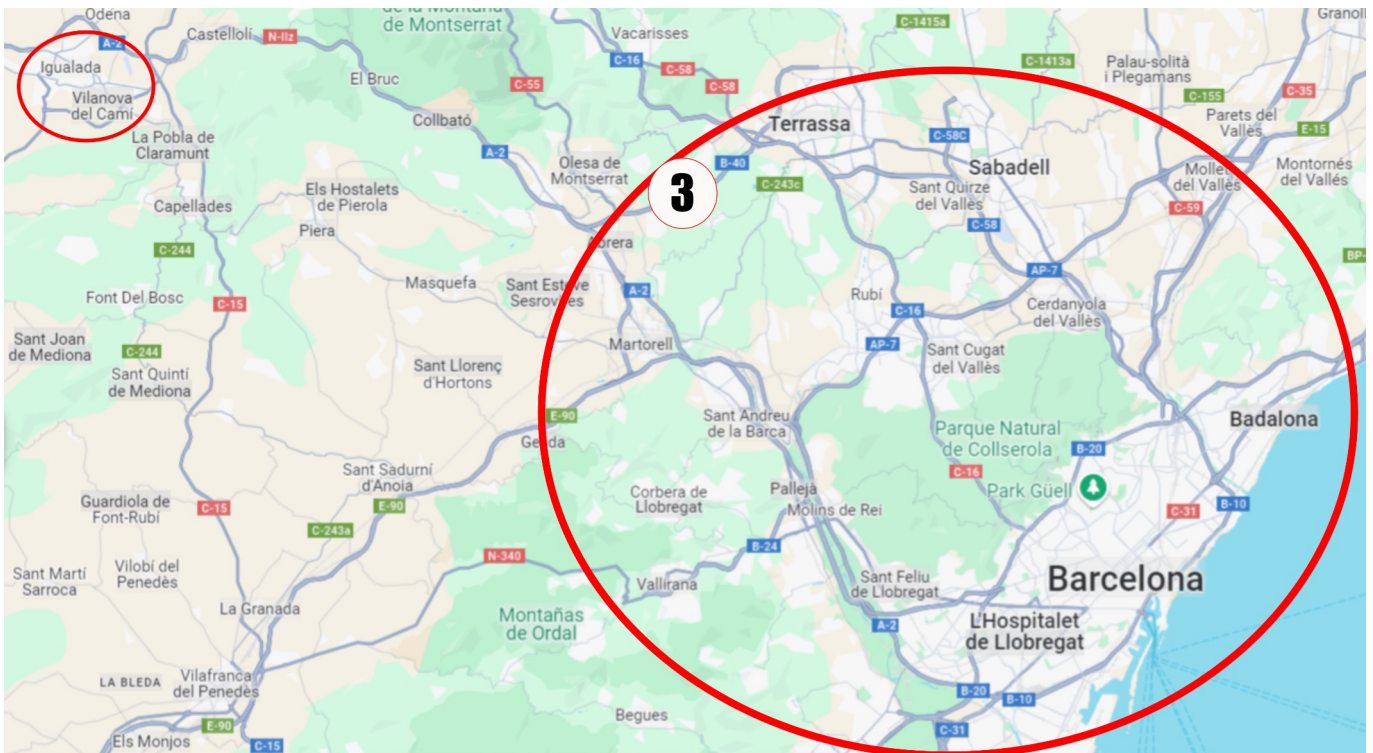 Odena
de la Montaña
de Montserrat
C-1415a
Granoll
A-2
Castellolí
N-IIz
Vacarisses
C-16
C-58
C-1413a
Palau-solità
i Plegamans
Igualada
El Bruc
C-55
C-58
C-155
C-35
Vilanova
del Camí
Collbató
Terrassa
C-58C
Parets del
Vallès
E-15
La Pobla de
Claramunt
A-2
Olesa de
Montserrat
B-40
C-243c
Sabadell
Mollet
del Vallès
Montornés
del Vallés
3
Els Hostalets
de Pierola
Sant Quirze
del Vallès
C-59
Capellades
Piera
C-58
C-244
Abrera
AP-7
BP-
Masquefa
Sant Esteve
Sesrovires
A-2
Rubí
Cerdanyola
del Vallès
Font Del Bosc
C-15
C-16
Sant Joan
de Mediona
C-244
Martorell
AP-7
Sant Cugat
del Vallès
Sant Quintí
de Mediona
Sant Llorenç
d'Hortons
E-90
Sant Andreu
de la Barca
Badalona
Gelida
Parque Natural
de Collserola
B-20
Sant Sadurní
d'Anoia
C-16
Guardiola de
Font-Rubí
C-15
E-90
Corbera de
Llobregat
Pallejà
Park Güell
C-31
B-10
Molins de Rei
C-243a
N-340
B-24
Sant Martí
Sarroca
Vilobí del
Penedès
Vallirana
Sant Feliu
de Llobregat
Barcelona
La Granada
Montañas
de Ordal
A-2
L'Hospitalet
de Llobregat
LA BLEDA
Vilafranca
del Penedès
B-20
B-10
E-90
Begues
C-31
Els Monjos
C-15